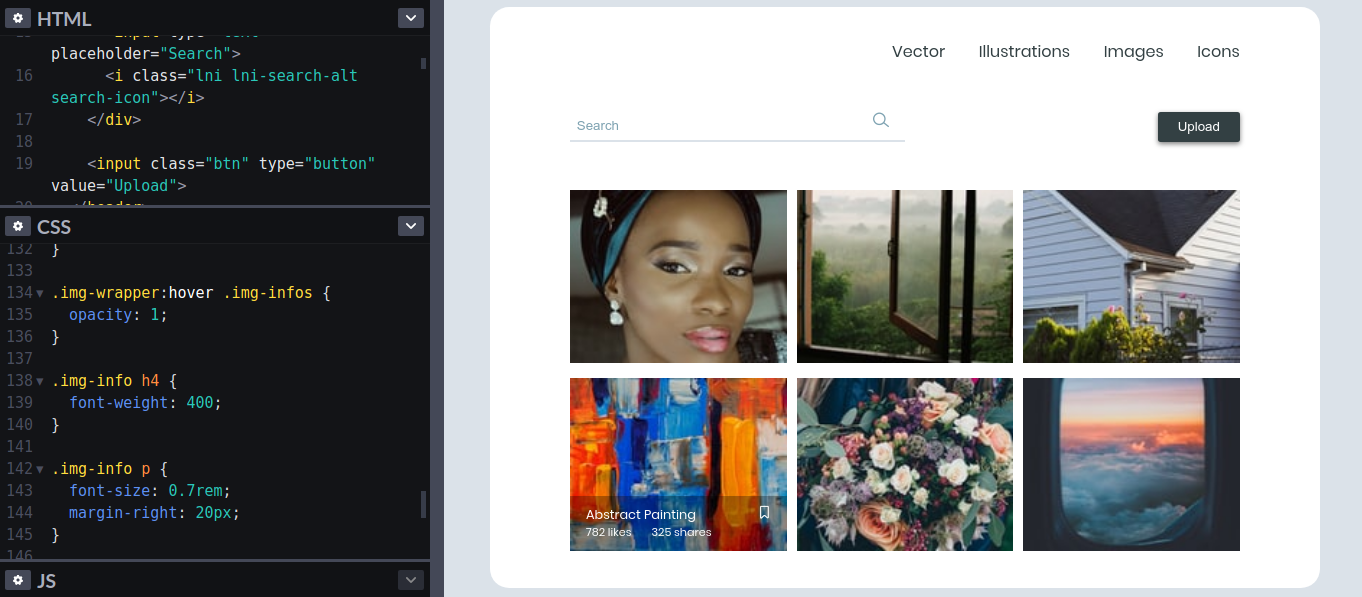 HTML
placeholder="Search">
16 <i class="lni lni-search-alt
search-icon"></i>
17 </div>
18
19 <input class="btn" type="button"
value="Upload">
CSS
132 }
133
134 .img-wrapper:hover .img-infos {
135 opacity: 1;
136 }
137
138 .img-info h4 {
139 font-weight: 400;
140 }
141
142 .img-info p {
143 font-size: 0.7rem;
144 margin-right: 20px;
145 }
146
JS
Vector Illustrations Images Icons
Search
Upload
Abstract Painting
782 likes 325 shares